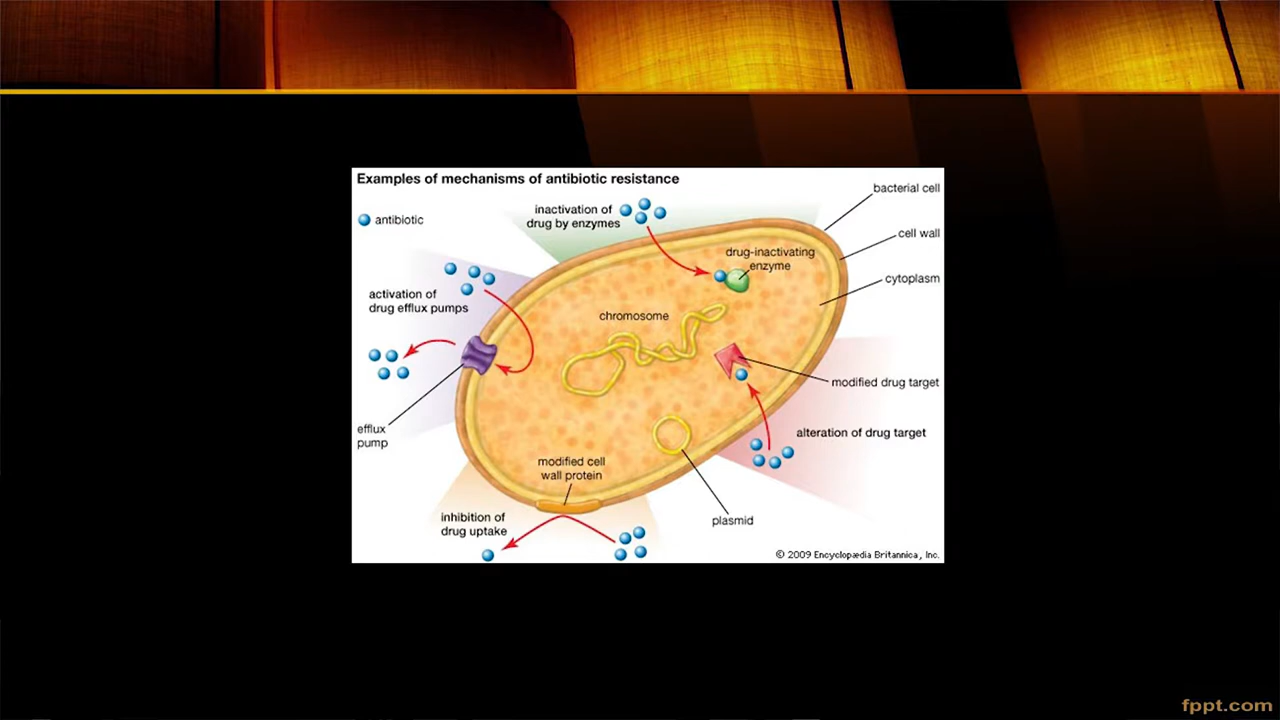 Examples of mechanisms of antibiotic resistance
antibiotic
inactivation of
drug by enzymes
bacterial cell
cell wall
drug-inactivating
enzyme
cytoplasm
activation of
drug efflux pumps
chromosome
modified drug target
efflux
pump
alteration of drug target
modified cell
wall protein
inhibition of
drug uptake
plasmid
© 2009 Encyclopædia Britannica, Inc.
fppt.com